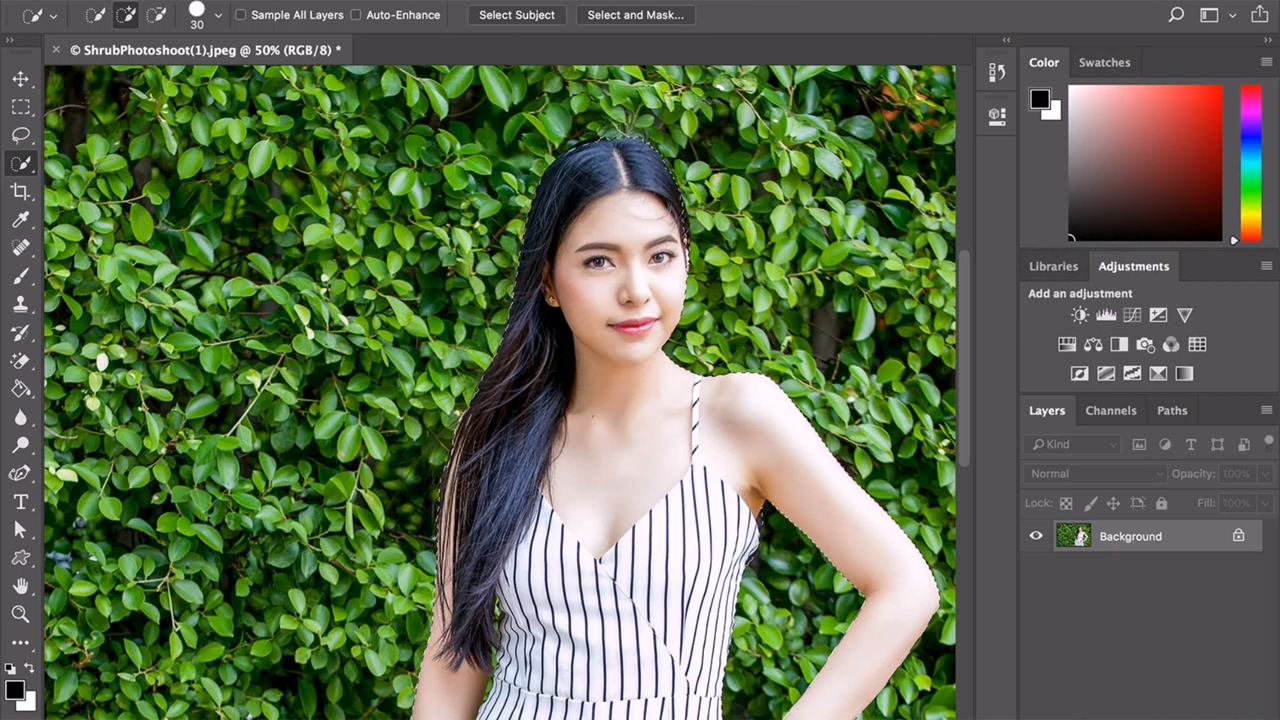 30
Sample All Layers
Auto-Enhance
Select Subject
Select and Mask...
© ShrubPhotoshoot(1).jpeg @ 50% (RGB/8) *
Color
Swatches
Libraries
Adjustments
Add an adjustment
Layers
Channels
Paths
Kind
Normal
Opacity: 100%
Lock:
Fill: 100%
Background